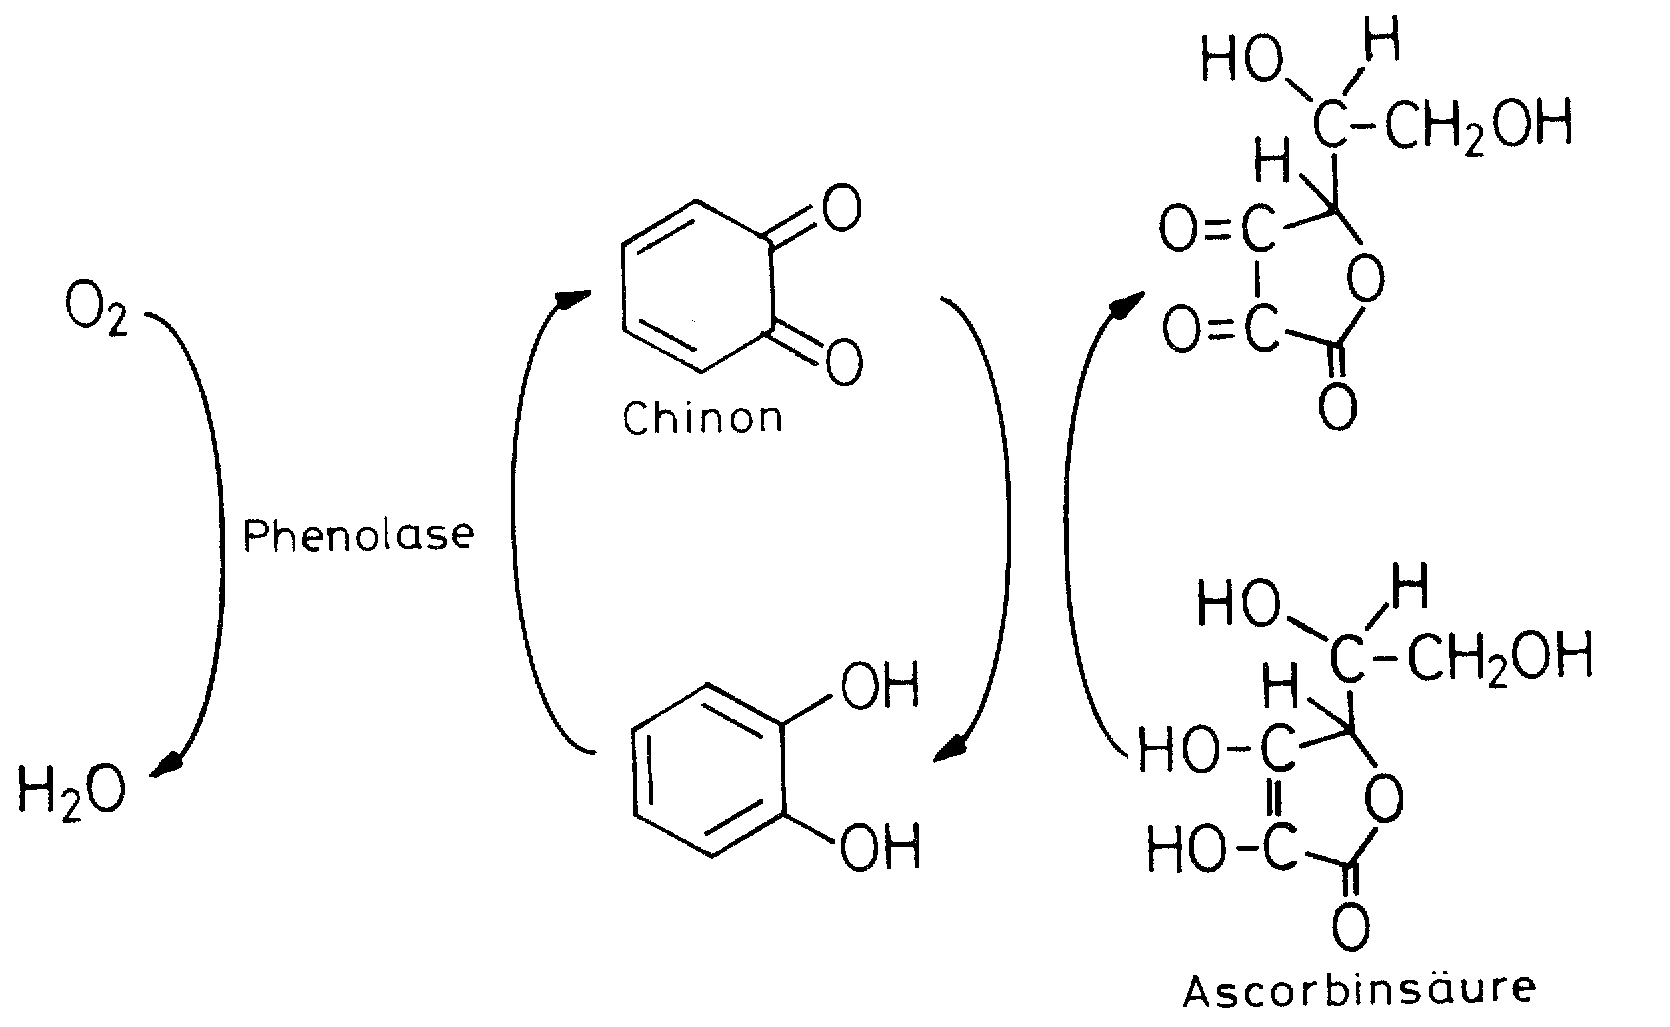 HO H
C-CH₂OH
H
O=C
O
O=C
O
O
O
Chinon
O₂
Phenolase
H₂O
OH
OH
HO H
C-CH₂OH
H
HO-C
O
HO-C
O
Ascorbinsäure